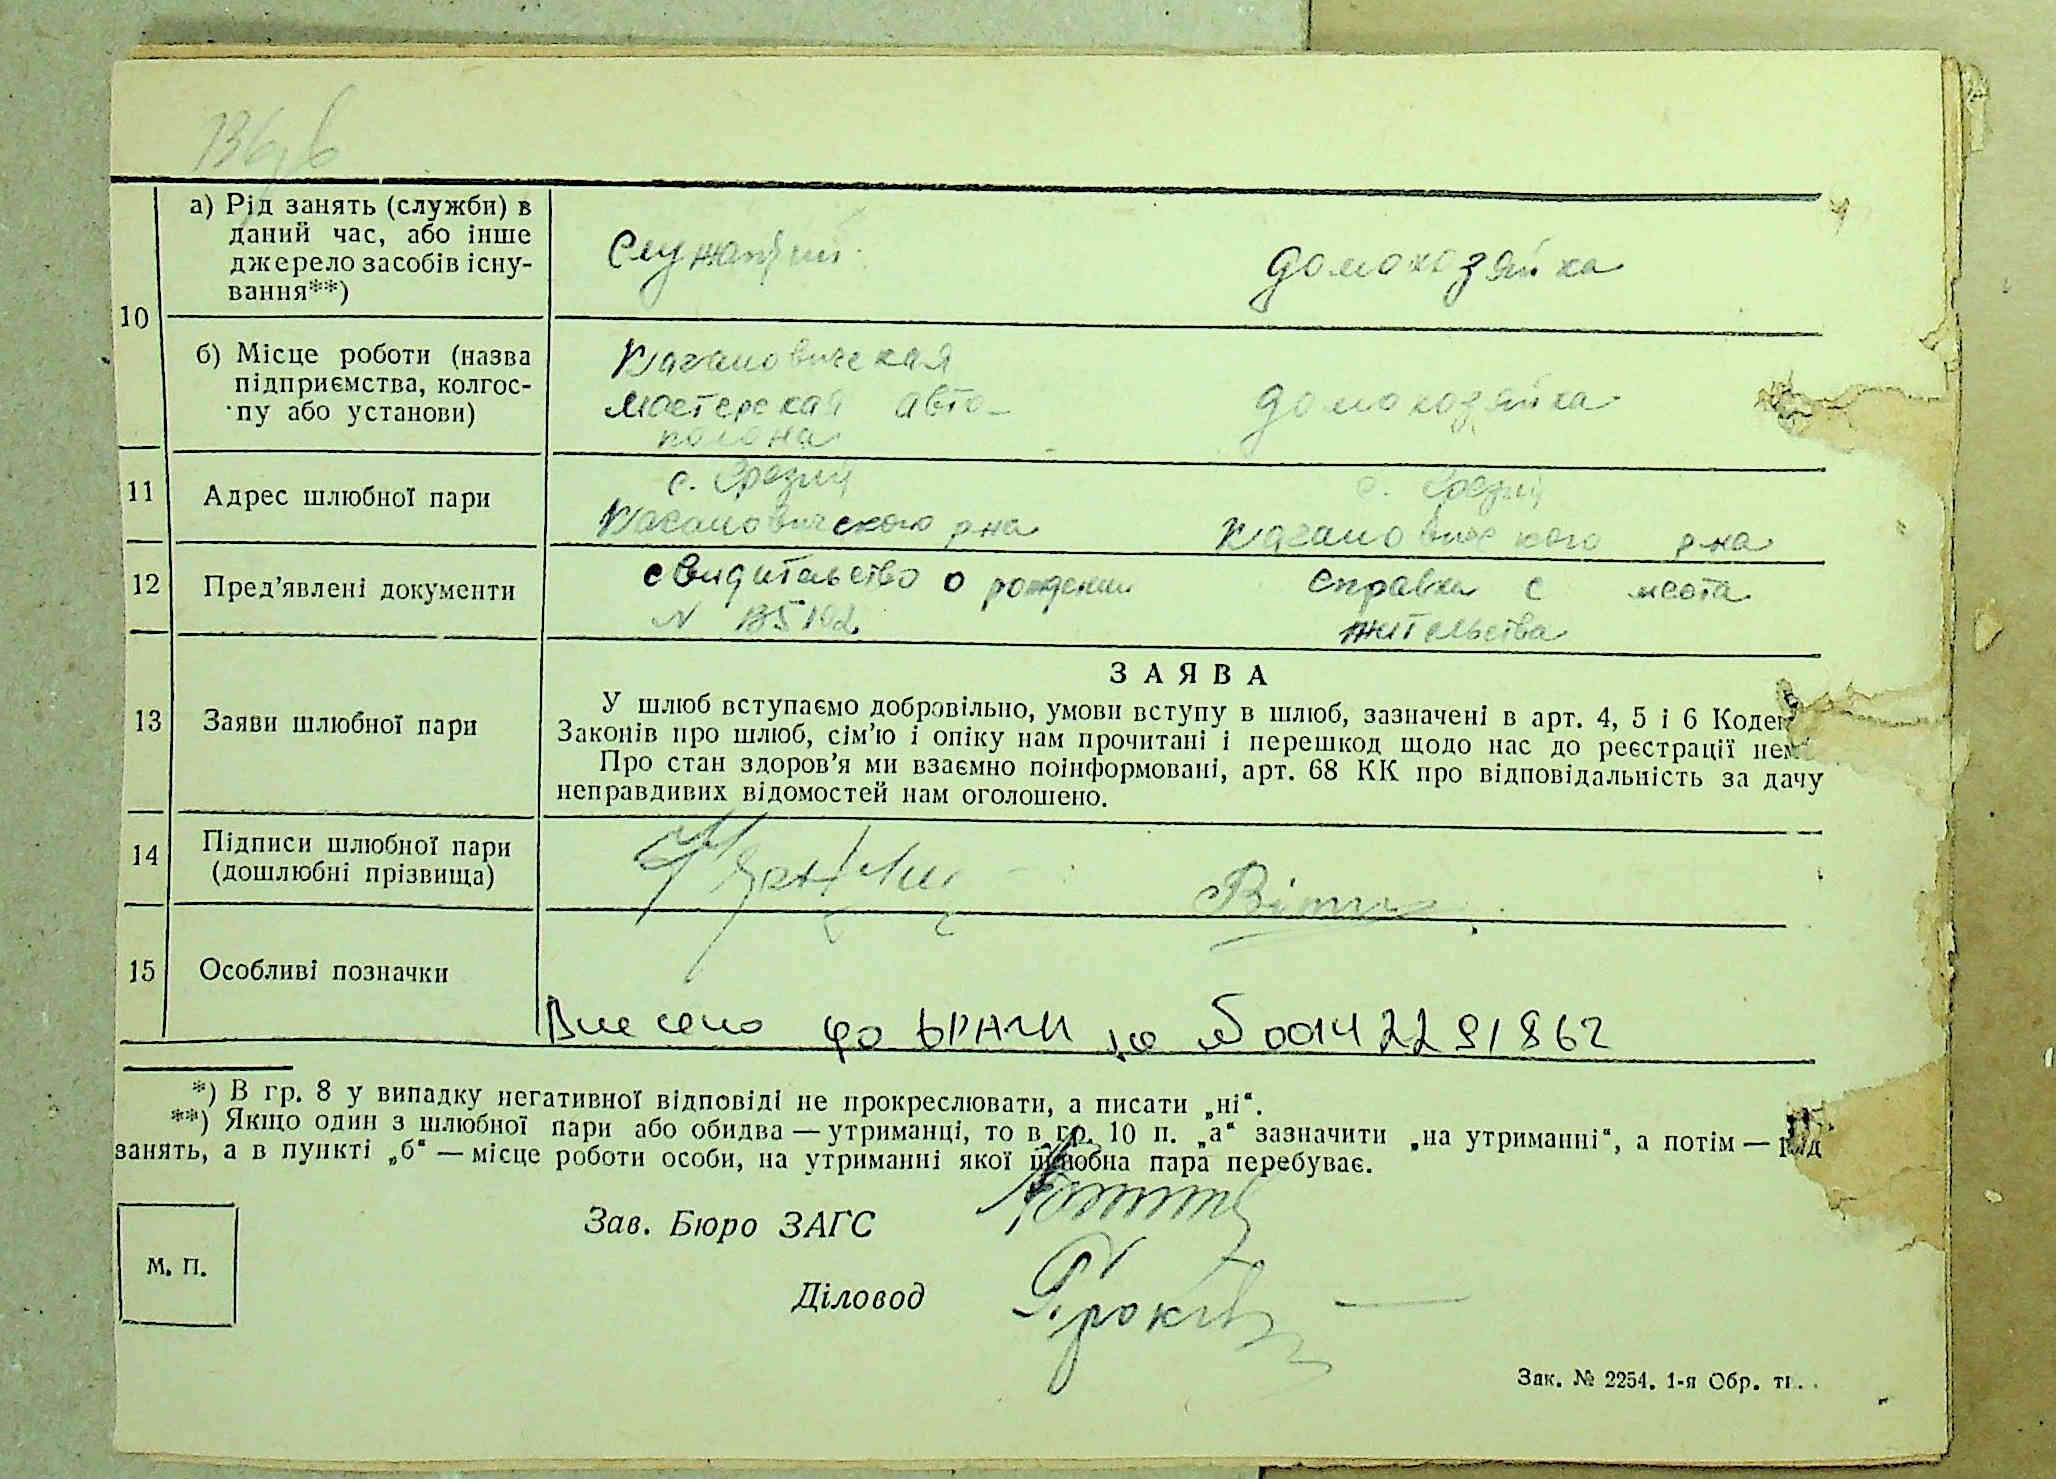 а) Рід занять (служби) в
даний час, або інше
джерело засобів існу-
вання**)
Служащий
домохозяйка
10
б) Місце роботи (назва
підприємства, колгос-
пу або установи)
Кагановичская
мастерская авто-
колона
домохозяйка
11
Адрес шлюбної пари
с.
Кагановичского р-на
с.
Кагановичского р-на
12
Пред'явлені документи
свидитльство о рождении
N
справка с места
жительства
13
Заяви шлюбної пари
ЗАЯВА
У шлюб вступаємо добровільно, умови вступу в шлюб, зазначені в арт. 4, 5 і 6
Законів про шлюб, сім'ю і опіку нам прочитані і перешкод щодо нас до реєстрації
Про стан здоров'я ми взаємно поінформовані, арт. 68 КК про відповідальність за дачу
неправдивих відомостей нам оголошено.
14
Підписи шлюбної пари
(дошлюбні прізвища)
15
Особливі позначки
Внесено до ДРАЦС за № 00142291862
*) В гр. 8 у випадку негативної відповіді не прокреслювати, а писати „ні“.
**) Якщо один з шлюбної пари або обидва — утриманці, то в гр. 10 п. „а“ зазначити „на утриманні“, а потім — рід
занять, а в пункті „б“ — місце роботи особи, на утриманні якої шлюбна пара перебуває.
Зав. Бюро ЗАГС
Діловод
М. П.
Зак. № 2254. 1-я Обр. ті